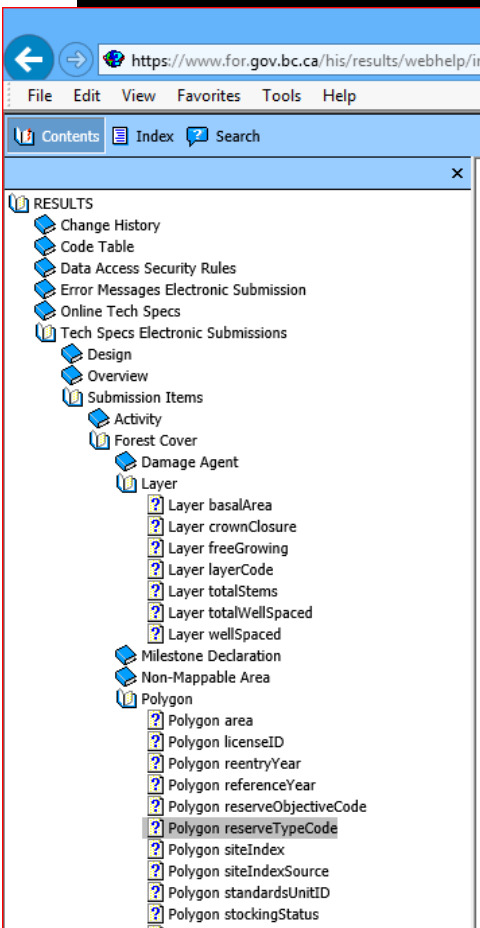 https://www.for.gov.bc.ca/his/results/webhelp/
File Edit View Favorites Tools Help
Contents Index Search
RESULTS
Change History
Code Table
Data Access Security Rules
Error Messages Electronic Submission
Online Tech Specs
Tech Specs Electronic Submissions
Design
Overview
Submission Items
Activity
Forest Cover
Damage Agent
Layer
Layer basalArea
Layer crownClosure
Layer freeGrowing
Layer layerCode
Layer totalStems
Layer totalWellSpaced
Layer wellSpaced
Milestone Declaration
Non-Mappable Area
Polygon
Polygon area
Polygon licenseID
Polygon reentryYear
Polygon referenceYear
Polygon reserveObjectiveCode
Polygon reserveTypeCode
Polygon siteIndex
Polygon siteIndexSource
Polygon standardsUnitID
Polygon stockingStatus